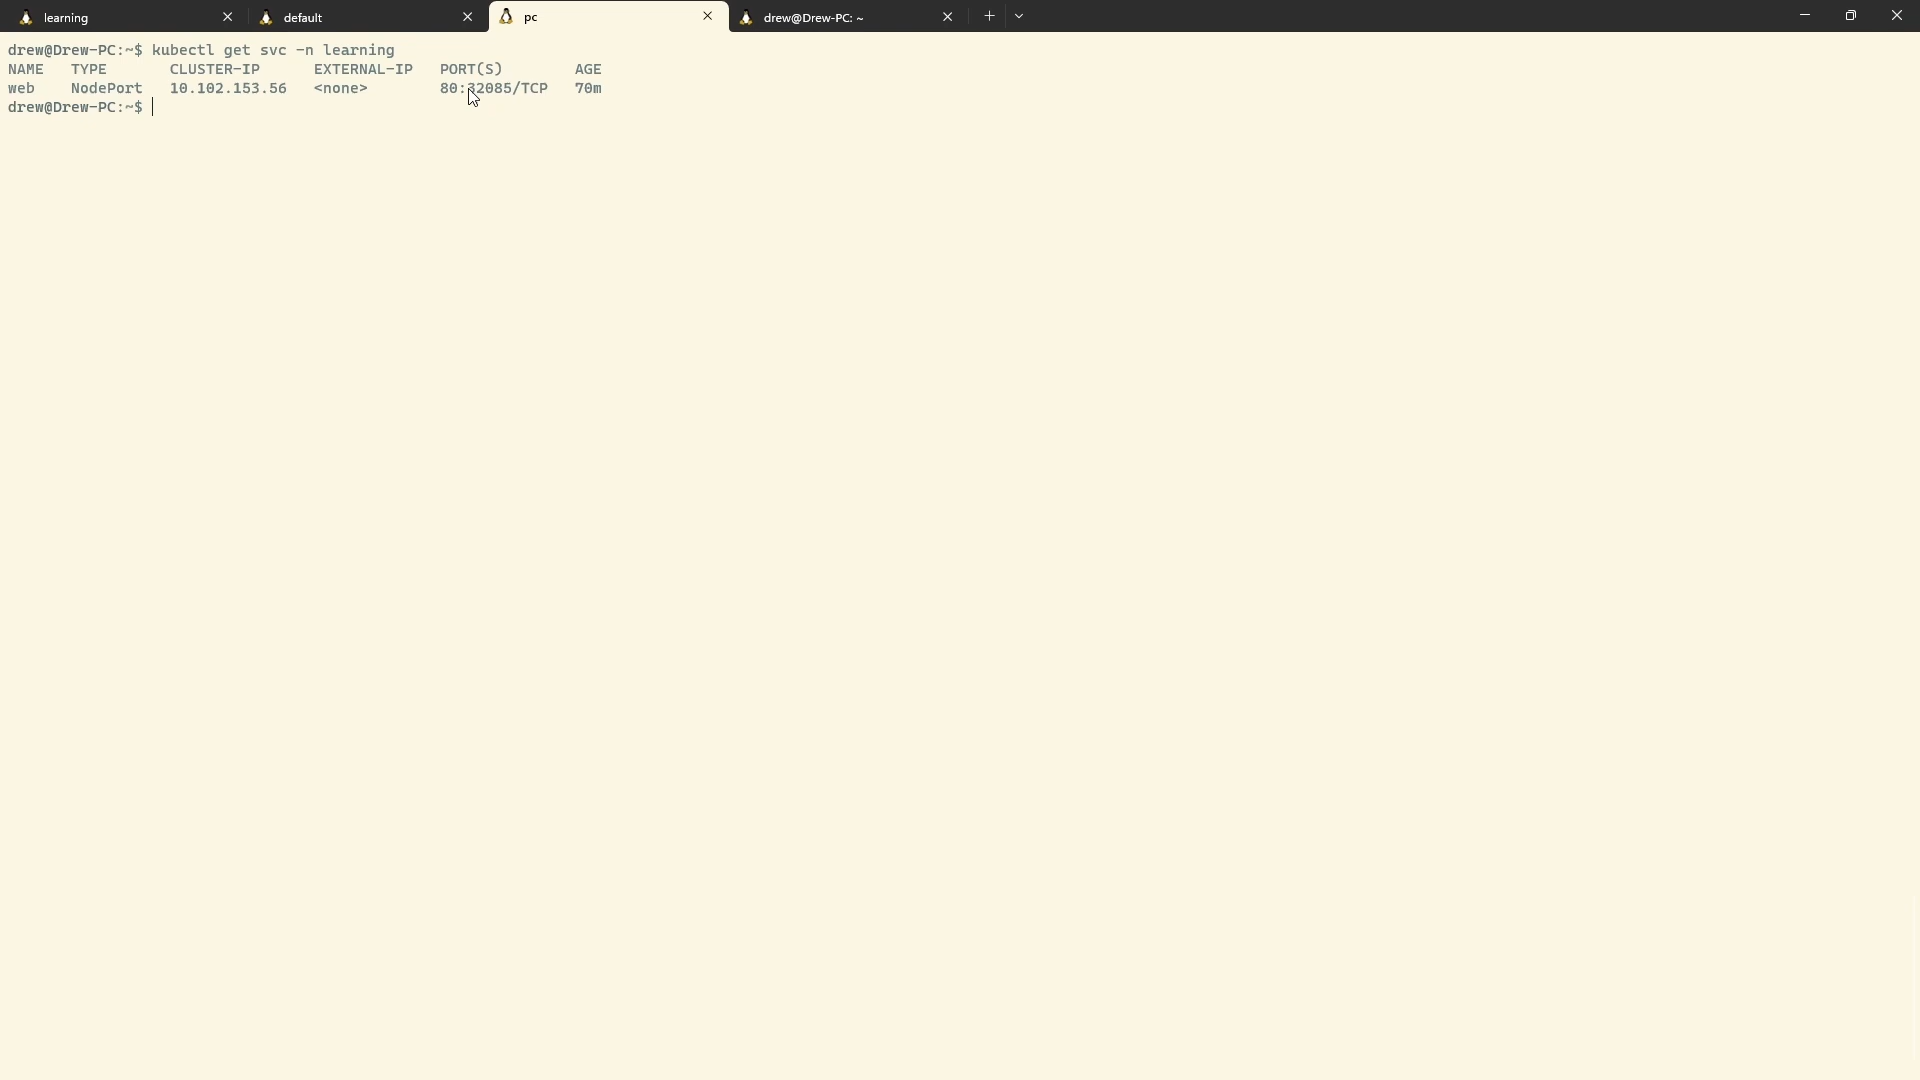 learning
default
pc
drew@Drew-PC: ~
drew@Drew-PC:~$ kubectl get svc -n learning
NAME   TYPE       CLUSTER-IP      EXTERNAL-IP   PORT(S)        AGE
web    NodePort   10.102.153.56   <none>        80:32085/TCP   70m
drew@Drew-PC:~$